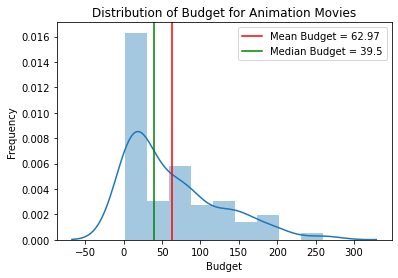 Distribution of Budget for Animation Movies
Mean Budget = 62.97
Median Budget = 39.5
Frequency
0.016
0.014
0.012
0.010
0.008
0.006
0.004
0.002
0.000
−50 0 50 100 150 200 250 300
Budget